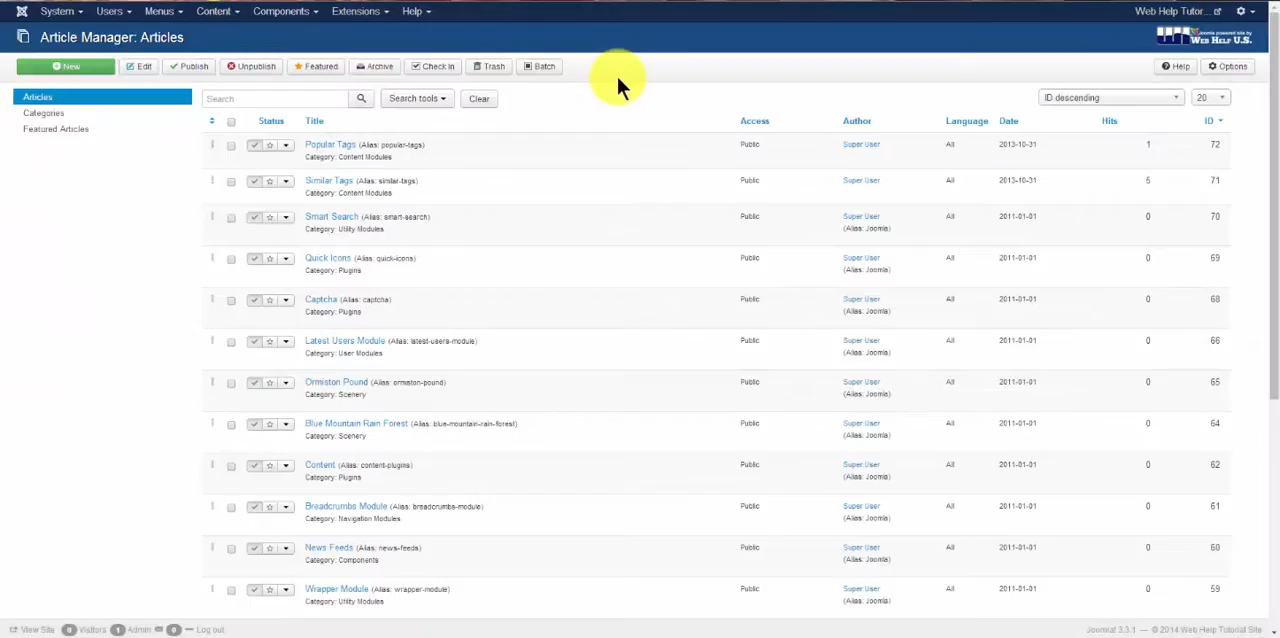 System Users Menus Content Components Extensions Help Web Help Tutor...
Article Manager: Articles
Joomla powered site by
WEB HELP U.S.
New Edit Publish Unpublish Featured Archive Check In Trash Batch Help Options
Articles
Categories
Featured Articles
Search Search tools Clear ID descending 20
Status Title Access Author Language Date Hits ID
Popular Tags (Alias: popular-tags) Public Super User All 2013-10-31 1 72
Category: Content Modules
Similar Tags (Alias: similar-tags) Public Super User All 2013-10-31 5 71
Category: Content Modules
Smart Search (Alias: smart-search) Public Super User All 2011-01-01 0 70
Category: Utility Modules (Alias: Joomla)
Quick Icons (Alias: quick-icons) Public Super User All 2011-01-01 0 69
Category: Plugins (Alias: Joomla)
Captcha (Alias: captcha) Public Super User All 2011-01-01 0 68
Category: Plugins (Alias: Joomla)
Latest Users Module (Alias: latest-users-module) Public Super User All 2011-01-01 0 66
Category: User Modules (Alias: Joomla)
Ormiston Pound (Alias: ormiston-pound) Public Super User All 2011-01-01 0 65
Category: Scenery (Alias: Joomla)
Blue Mountain Rain Forest (Alias: blue-mountain-rain-forest) Public Super User All 2011-01-01 0 64
Category: Scenery (Alias: Joomla)
Content (Alias: content-plugins) Public Super User All 2011-01-01 0 62
Category: Plugins (Alias: Joomla)
Breadcrumbs Module (Alias: breadcrumbs-module) Public Super User All 2011-01-01 0 61
Category: Navigation Modules (Alias: Joomla)
News Feeds (Alias: news-feeds) Public Super User All 2011-01-01 0 60
Category: Components (Alias: Joomla)
Wrapper Module (Alias: wrapper-module) Public Super User All 2011-01-01 0 59
Category: Utility Modules (Alias: Joomla)
View Site 0 Visitors 1 Admin 0 Log out Joomla! 3.3.1 — © 2014 Web Help Tutorial Site